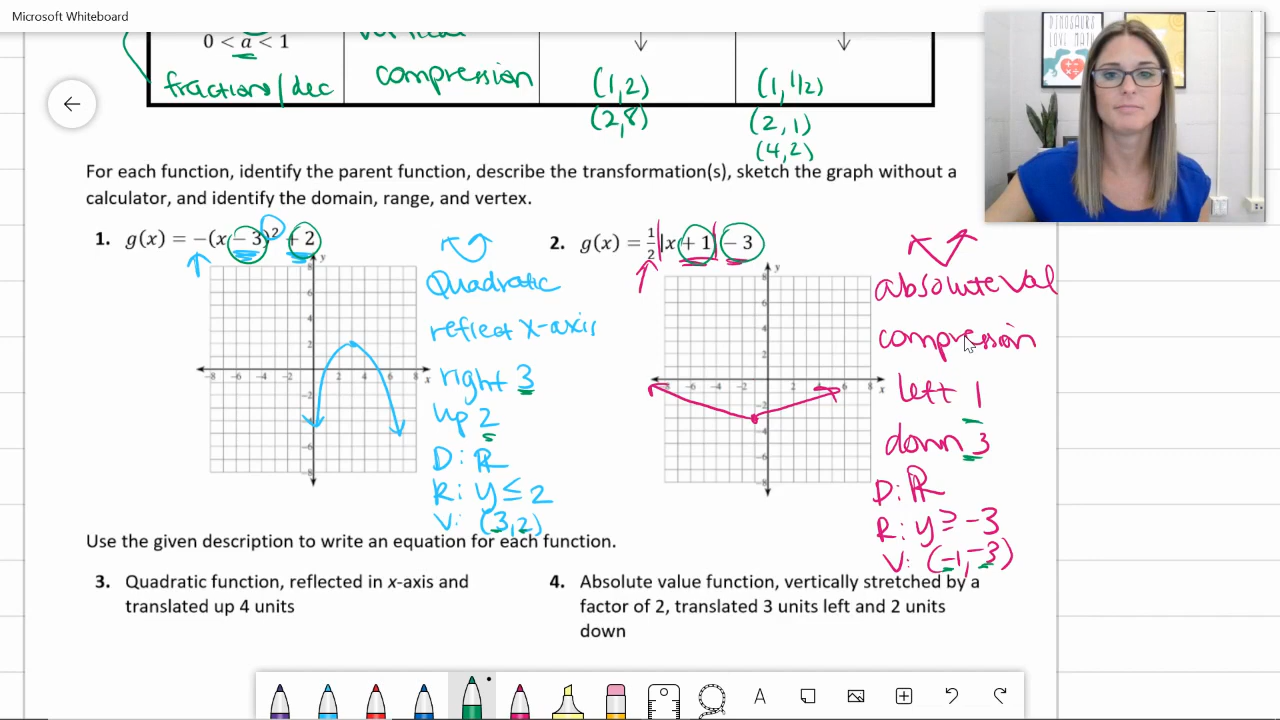 Microsoft Whiteboard
DINOSAURS
LOVE MATH
0 < a < 1
fractions/dec
compression
(1,2)
(2,8)
(1,1/2)
(2,1)
(4,2)
For each function, identify the parent function, describe the transformation(s), sketch the graph without a
calculator, and identify the domain, range, and vertex.
1. g(x) = −(x − 3)² + 2
Quadratic
reflect x-axis
right 3
up 2
D: ℝ
R: y ≤ 2
V: (3,2)
2. g(x) = 1/2|x + 1| − 3
absolute val
compression
left 1
down 3
D: ℝ
R: y ≥ -3
V: (-1,-3)
Use the given description to write an equation for each function.
3. Quadratic function, reflected in x-axis and
translated up 4 units
4. Absolute value function, vertically stretched by a
factor of 2, translated 3 units left and 2 units
down